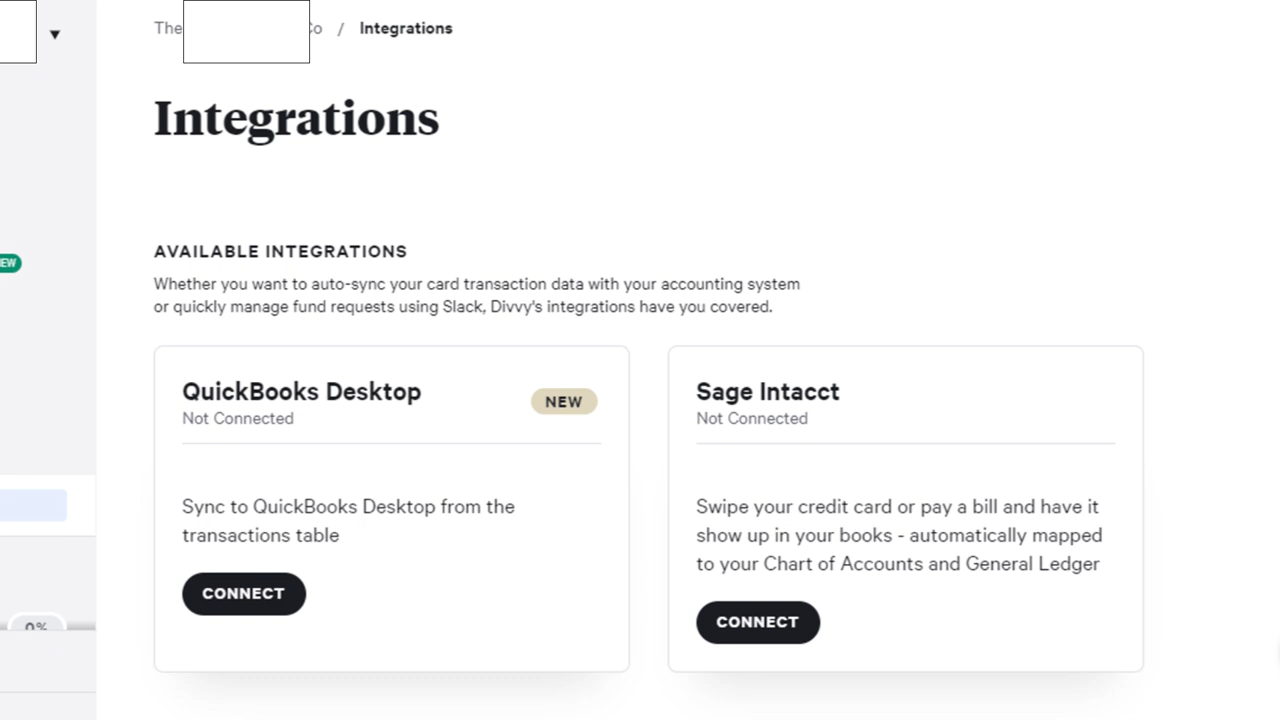 The Co / Integrations
Integrations
EW
AVAILABLE INTEGRATIONS
Whether you want to auto-sync your card transaction data with your accounting system
or quickly manage fund requests using Slack, Divvy's integrations have you covered.
QuickBooks Desktop
NEW
Not Connected
Sync to QuickBooks Desktop from the
transactions table
CONNECT
Sage Intacct
Not Connected
Swipe your credit card or pay a bill and have it
show up in your books - automatically mapped
to your Chart of Accounts and General Ledger
CONNECT
0%